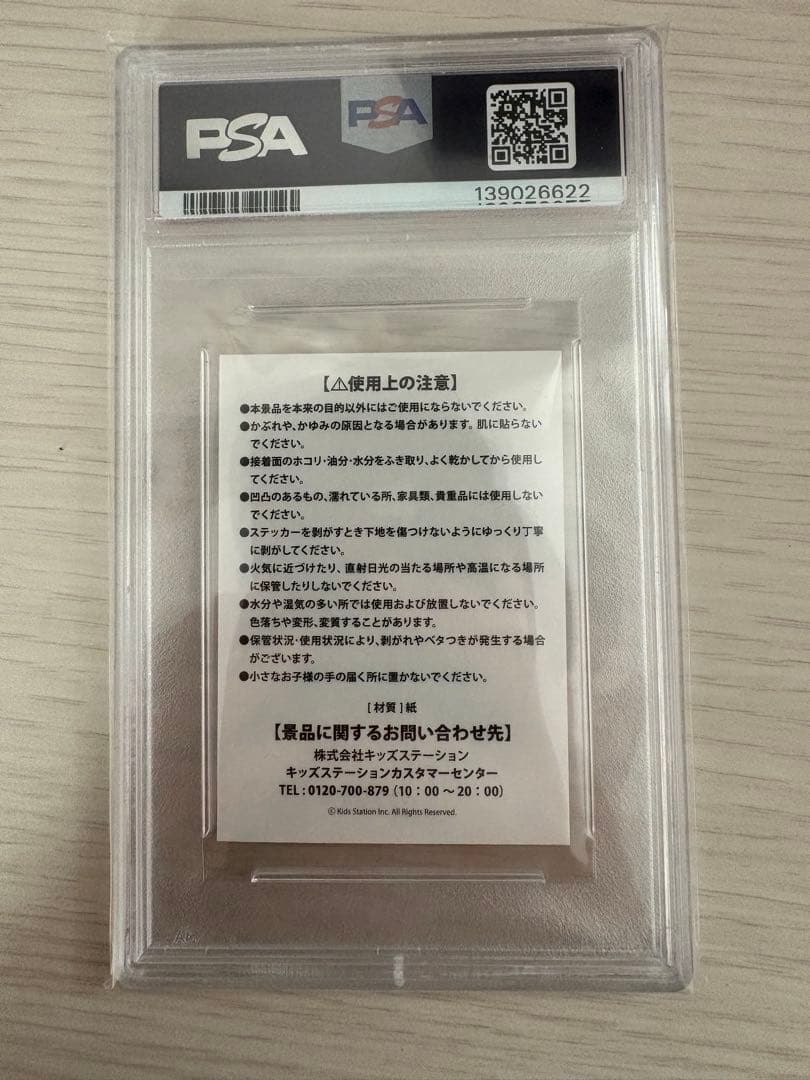 PSA
PSA
139026622
【⚠使用上の注意】
●本景品を本来の目的以外にはご使用にならないでください。
●かぶれや、かゆみの原因となる場合があります。肌に貼らない
でください。
●接着面のホコリ・油分・水分をふき取り、よく乾かしてから使用し
てください。
●凹凸のあるもの、濡れている所、家具類、貴重品には使用しない
でください。
●ステッカーを剥がすとき下地を傷つけないようにゆっくり丁寧
に剥がしてください。
●火気に近づけたり、直射日光の当たる場所や高温になる場所
に保管したりしないでください。
●水分や湿気の多い所では使用および放置しないでください。
色落ちや変形、変質することがあります。
●保管状況・使用状況により、剥がれやベタつきが発生する場合
がございます。
●小さなお子様の手の届く所に置かないでください。
[材質]紙
【景品に関するお問い合わせ先】
株式会社キッズステーション
キッズステーションカスタマーセンター
TEL:0120-700-879(10:00～20:00)
©Kids Station Inc. All Rights Reserved.